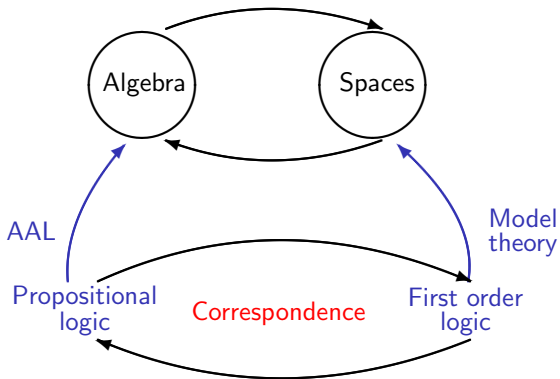 Algebra
Spaces
AAL
Model
theory
Propositional
logic
Correspondence
First order
logic